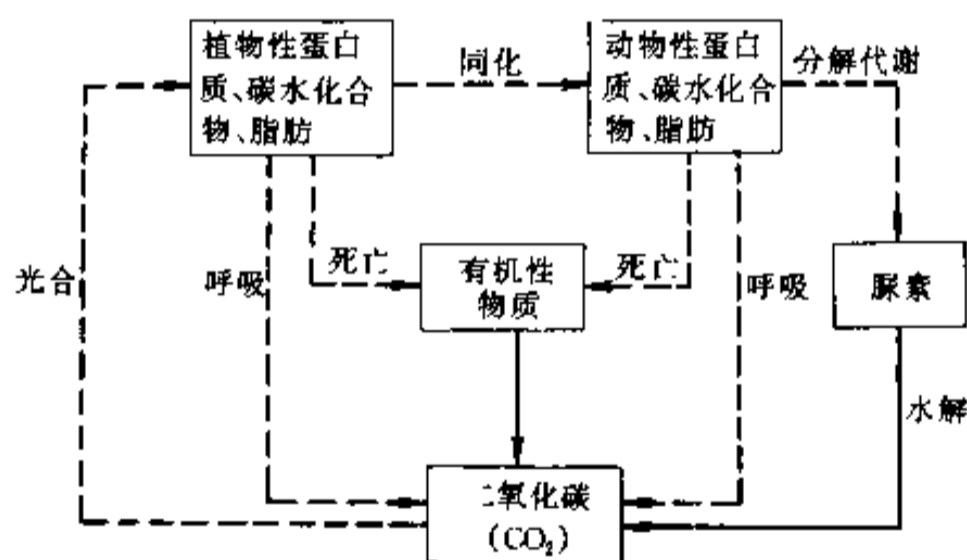 植物性蛋白
质、碳水化合
物、脂肪
同化
动物性蛋白
质、碳水化合
物、脂肪
分解代谢
光合
呼吸
死亡
有机性
物质
死亡
呼吸
脲素
水解
二氧化碳
(CO₂)